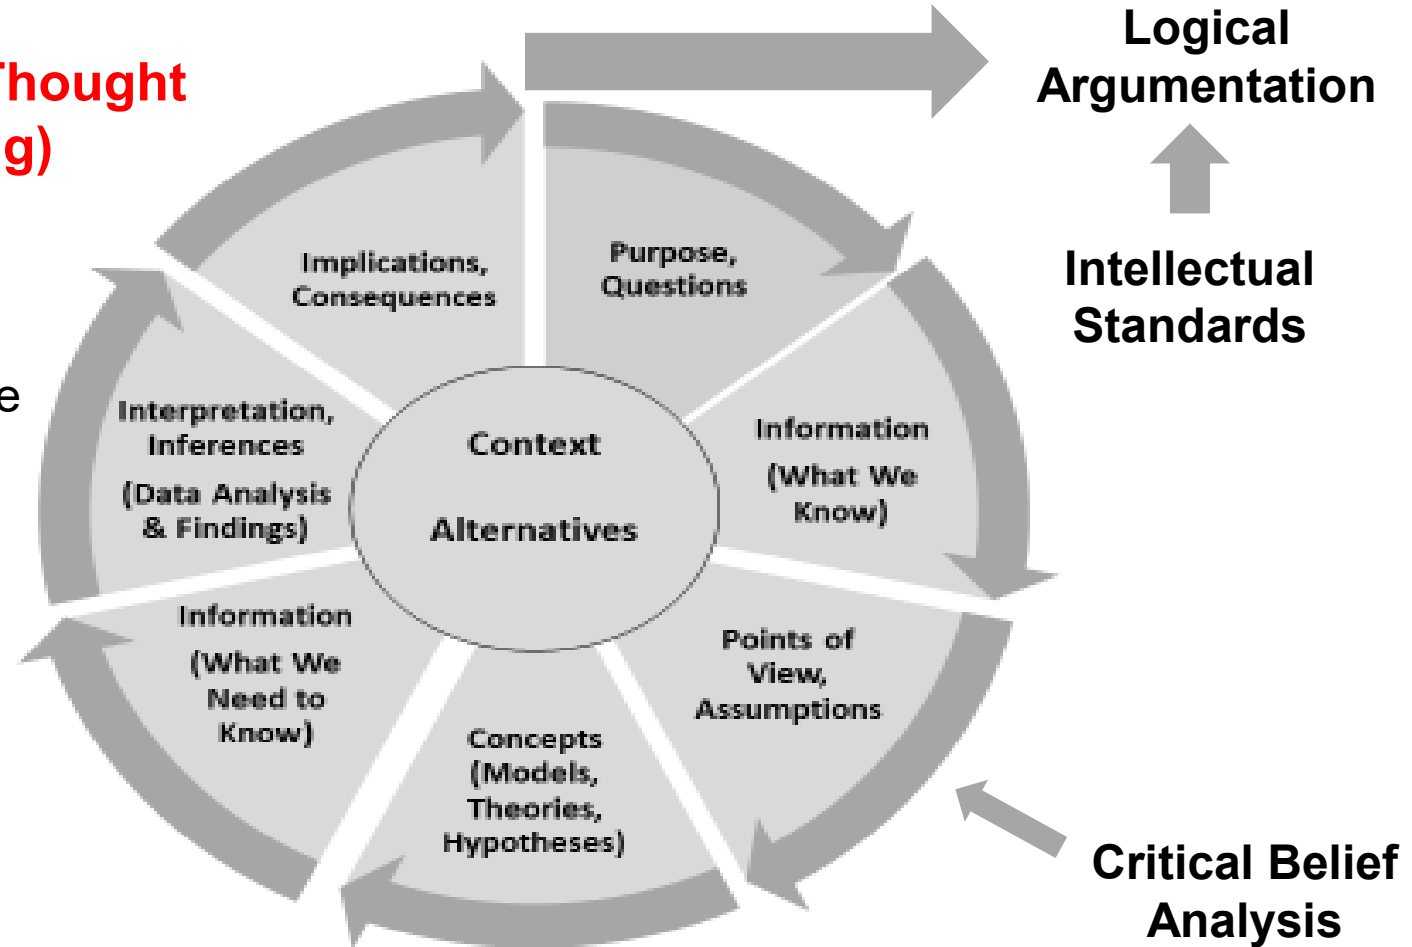 Thought
g)
e
Logical
Argumentation
Intellectual
Standards
Purpose,
Questions
Information
(What We
Know)
Points of
View,
Assumptions
Concepts
(Models,
Theories,
Hypotheses)
Information
(What We
Need to
Know)
Interpretation,
Inferences
(Data Analysis
& Findings)
Implications,
Consequences
Context
Alternatives
Critical Belief
Analysis